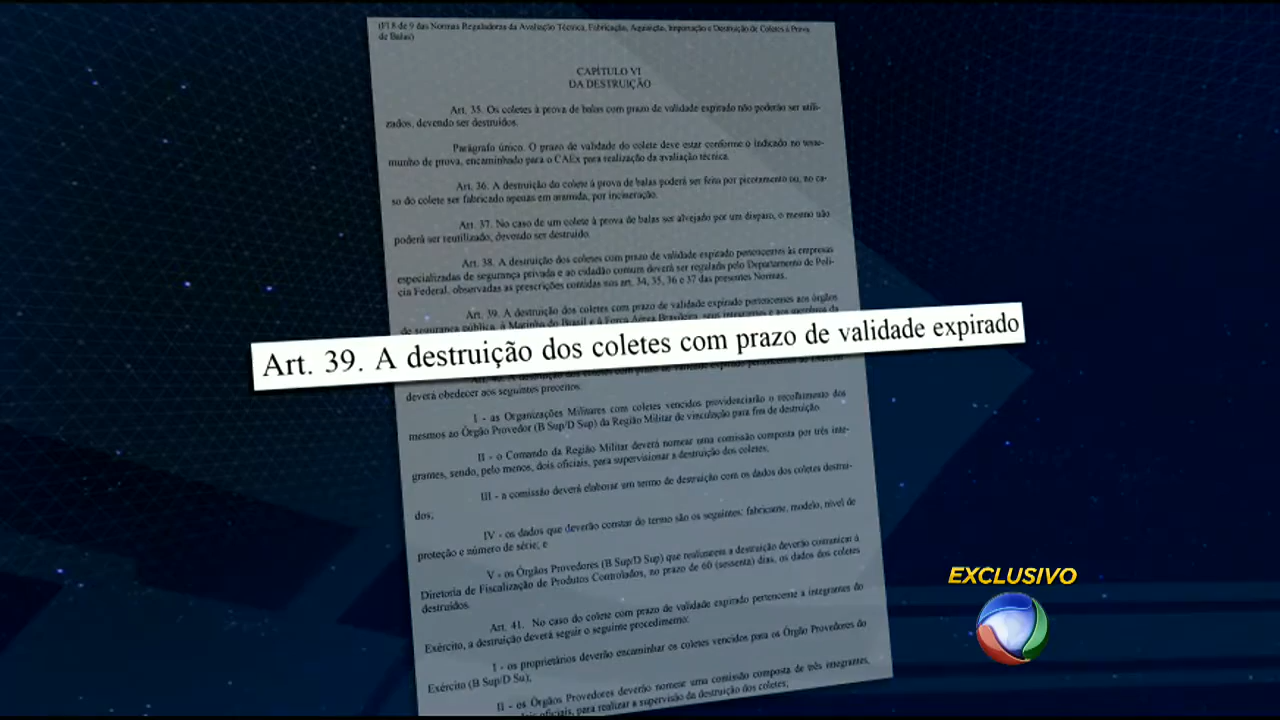 (Fl 8 de 9 das Normas Reguladoras da Avaliação Técnica, Fabricação, Aquisição, Importação e Destruição de Coletes à Prova
de Balas)
CAPÍTULO VI
DA DESTRUIÇÃO
Art. 35. Os coletes à prova de balas com prazo de validade expirado não poderão ser utili-
zados, devendo ser destruídos.
Parágrafo único. O prazo de validade do colete deve estar conforme o indicado no teste-
munho de prova, encaminhado para o CAEx para realização da avaliação técnica.
Art. 36. A destruição do colete à prova de balas poderá ser feita por picotamento ou, no ca-
so do colete ser fabricado apenas em aramida, por incineração.
Art. 37. No caso de um colete à prova de balas ser alvejado por um disparo, o mesmo não
poderá ser reutilizado, devendo ser destruído.
Art. 38. A destruição dos coletes com prazo de validade expirado pertencentes às empresas
especializadas de segurança privada e ao cidadão comum deverá ser regulada pelo Departamento de Polí-
cia Federal, observadas as prescrições contidas nos art. 34, 35, 36 e 37 das presentes Normas.
Art. 39. A destruição dos coletes com prazo de validade expirado pertencentes aos órgãos
de segurança pública, à Marinha do Brasil e à Força Aérea Brasileira, seus integrantes e aos
Art. 39. A destruição dos coletes com prazo de validade expirado
deverá obedecer aos seguintes preceitos.
I - as Organizações Militares com coletes vencidos providenciarão o recolhimento dos
mesmos ao Órgão Provedor (B Sup/D Sup) da Região Militar de vinculação para fins de destruição.
II - o Comando da Região Militar deverá nomear uma comissão composta por três inte-
grantes, sendo, pelo menos, dois oficiais, para supervisionar a destruição dos coletes;
III - a comissão deverá elaborar um termo de destruição com os dados dos coletes destruí-
dos;
IV - os dados que deverão constar do termo são os seguintes: fabricante, modelo, nível de
proteção e número de série; e
V - os Órgãos Provedores (B Sup/D Sup) que realizarem a destruição deverão comunicar à
Diretoria de Fiscalização de Produtos Controlados, no prazo de 60 (sessenta) dias, os dados dos coletes
destruídos.
Art. 41. No caso do colete com prazo de validade expirado pertencente a integrantes do
Exército, a destruição deverá seguir o seguinte procedimento:
I - os proprietários deverão encaminhar os coletes vencidos para os Órgão Provedores do
Exército (B Sup/D Su);
II - os Órgãos Provedores deverão nomear uma comissão composta de três integrantes,
dois oficiais, para realizar a supervisão da destruição dos coletes;
EXCLUSIVO